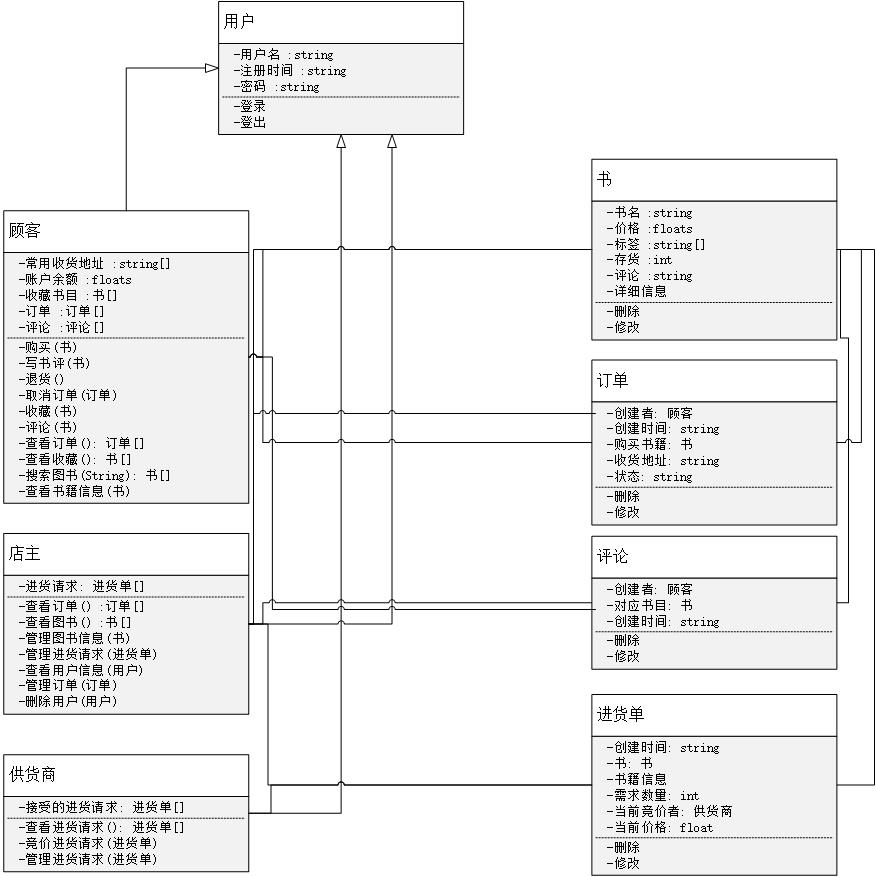 用户
-用户名 :string
-注册时间 :string
-密码 :string
-登录
-登出
顾客
-常用收货地址 :string[]
-账户余额 :floats
-收藏书目 :书[]
-订单 :订单[]
-评论 :评论[]
-购买(书)
-写书评(书)
-退货()
-取消订单(订单)
-收藏(书)
-评论(书)
-查看订单(): 订单[]
-查看收藏(): 书[]
-搜索图书(String): 书[]
-查看书籍信息(书)
店主
-进货请求: 进货单[]
-查看订单() :订单[]
-查看图书() :书[]
-管理图书信息(书)
-管理进货请求(进货单)
-查看用户信息(用户)
-管理订单(订单)
-删除用户(用户)
供货商
-接受的进货请求: 进货单[]
-查看进货请求(): 进货单[]
-竞价进货请求(进货单)
-管理进货请求(进货单)
书
-书名 :string
-价格 :floats
-标签 :string[]
-存货 :int
-评论 :string
-详细信息
-删除
-修改
订单
-创建者: 顾客
-创建时间: string
-购买书籍: 书
-收货地址: string
-状态: string
-删除
-修改
评论
-创建者: 顾客
-对应书目: 书
-创建时间: string
-删除
-修改
进货单
-创建时间: string
-书: 书
-书籍信息
-需求数量: int
-当前竞价者: 供货商
-当前价格: float
-删除
-修改